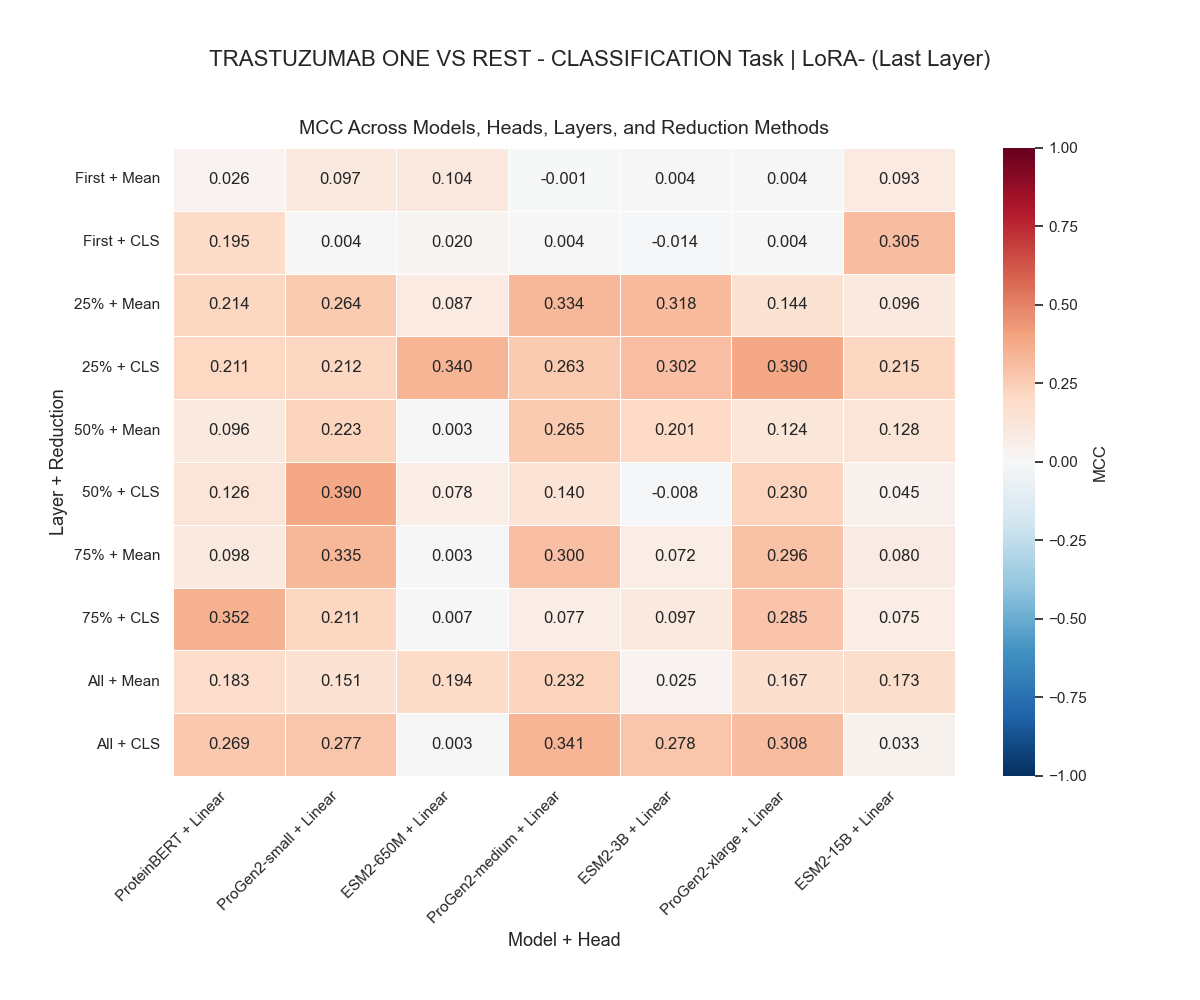 TRASTUZUMAB ONE VS REST - CLASSIFICATION Task | LoRA- (Last Layer)
MCC Across Models, Heads, Layers, and Reduction Methods
Layer + Reduction
First + Mean 0.026 0.097 0.104 -0.001 0.004 0.004 0.093
First + CLS 0.195 0.004 0.020 0.004 -0.014 0.004 0.305
25% + Mean 0.214 0.264 0.087 0.334 0.318 0.144 0.096
25% + CLS 0.211 0.212 0.340 0.263 0.302 0.390 0.215
50% + Mean 0.096 0.223 0.003 0.265 0.201 0.124 0.128
50% + CLS 0.126 0.390 0.078 0.140 -0.008 0.230 0.045
75% + Mean 0.098 0.335 0.003 0.300 0.072 0.296 0.080
75% + CLS 0.352 0.211 0.007 0.077 0.097 0.285 0.075
All + Mean 0.183 0.151 0.194 0.232 0.025 0.167 0.173
All + CLS 0.269 0.277 0.003 0.341 0.278 0.308 0.033
ProteinBERT + Linear
ProGen2-small + Linear
ESM2-650M + Linear
ProGen2-medium + Linear
ESM2-3B + Linear
ProGen2-xlarge + Linear
ESM2-15B + Linear
Model + Head
1.00
0.75
0.50
0.25
0.00
−0.25
−0.50
−0.75
−1.00
MCC